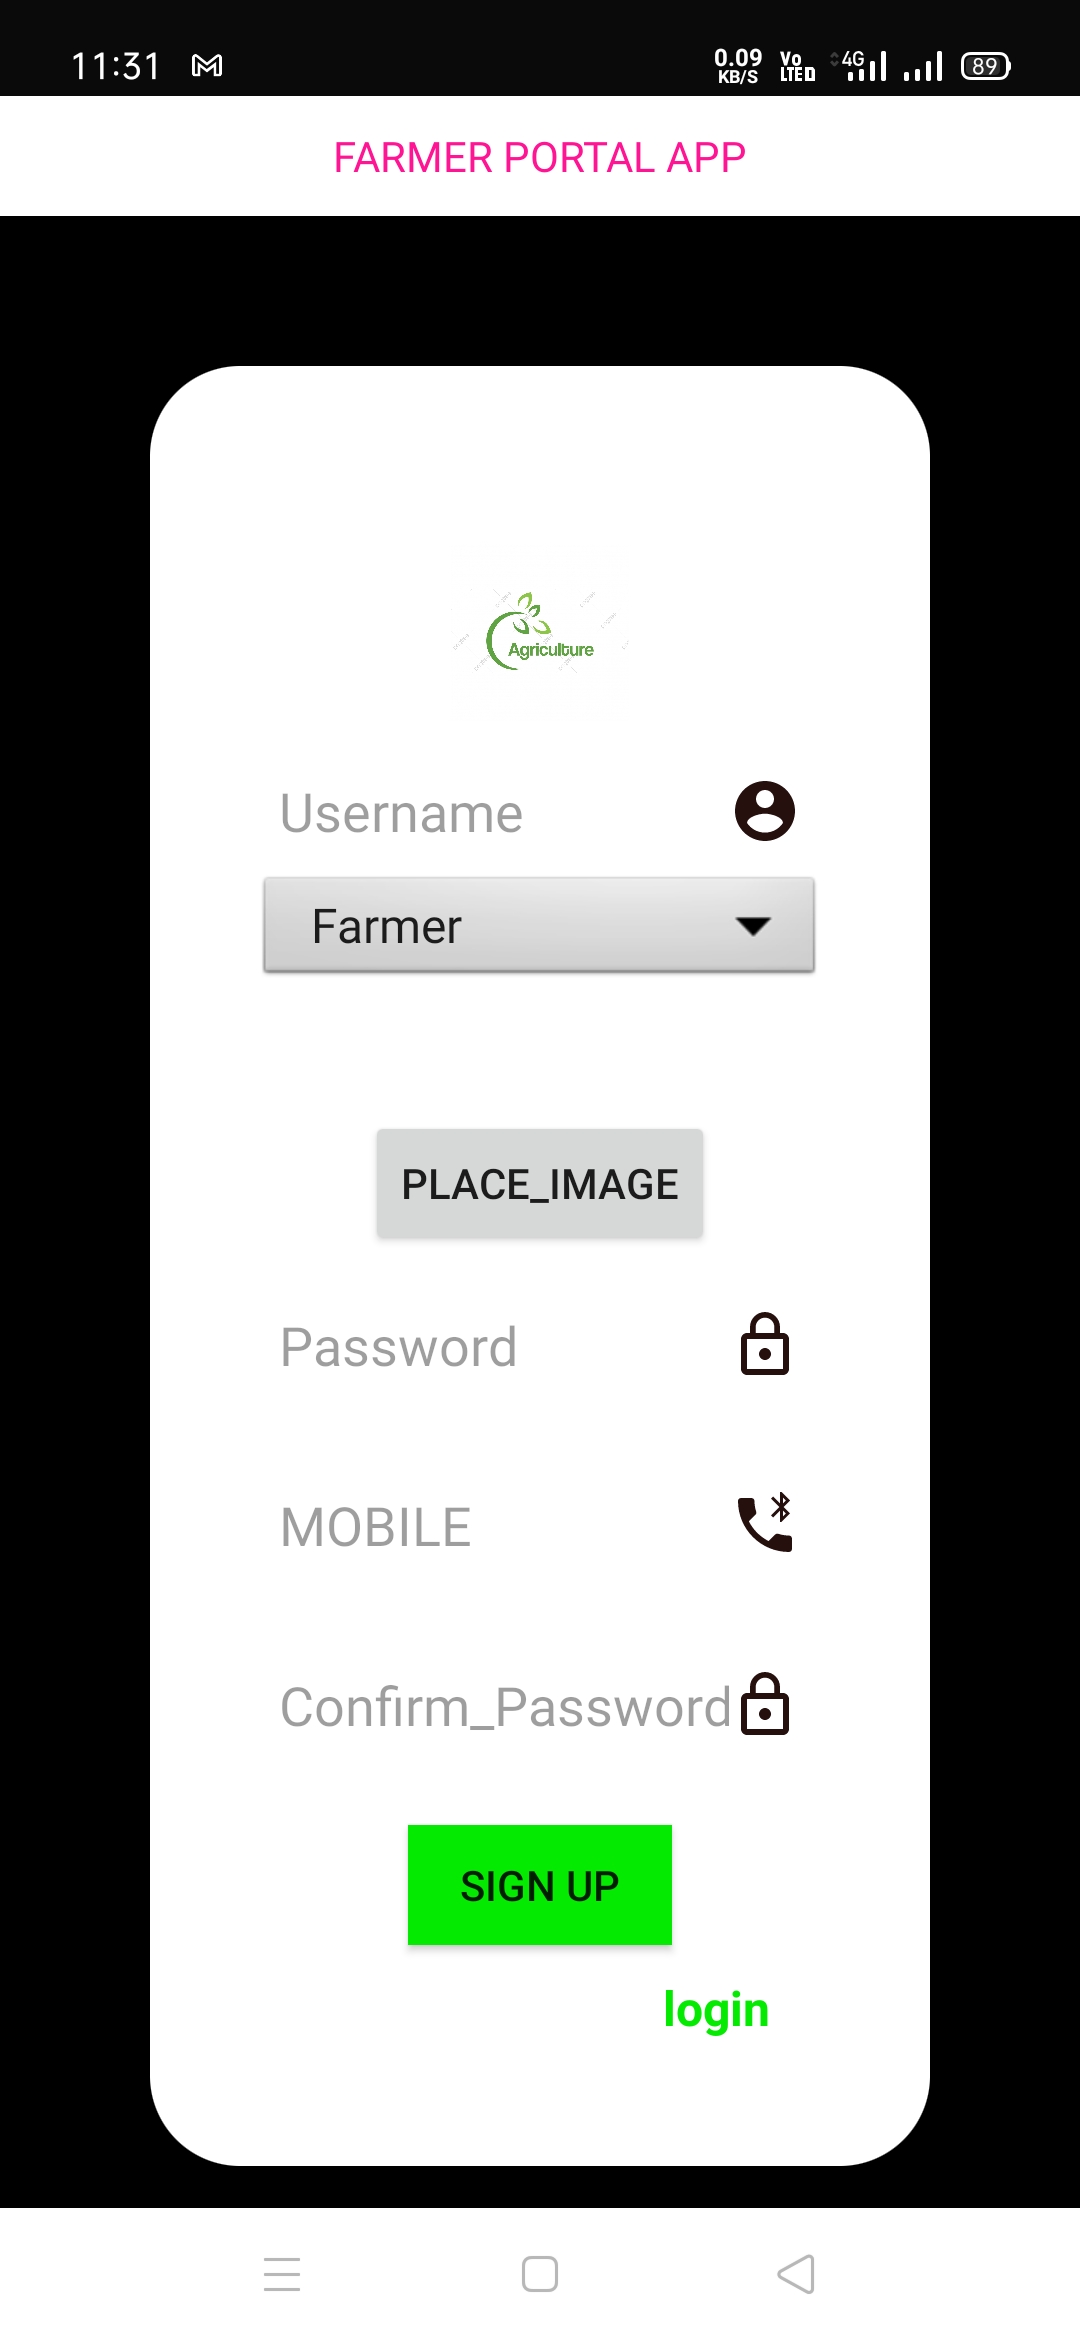 11:31 0.09 KB/S Vo LTE D 4G 89
FARMER PORTAL APP
Agriculture
Username
Farmer
PLACE_IMAGE
Password
MOBILE
Confirm_Password
SIGN UP
login